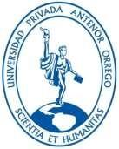 UNIVERSIDAD PRIVADA ANTENOR ORREGO
SCIENTIA ET HUMANITAS